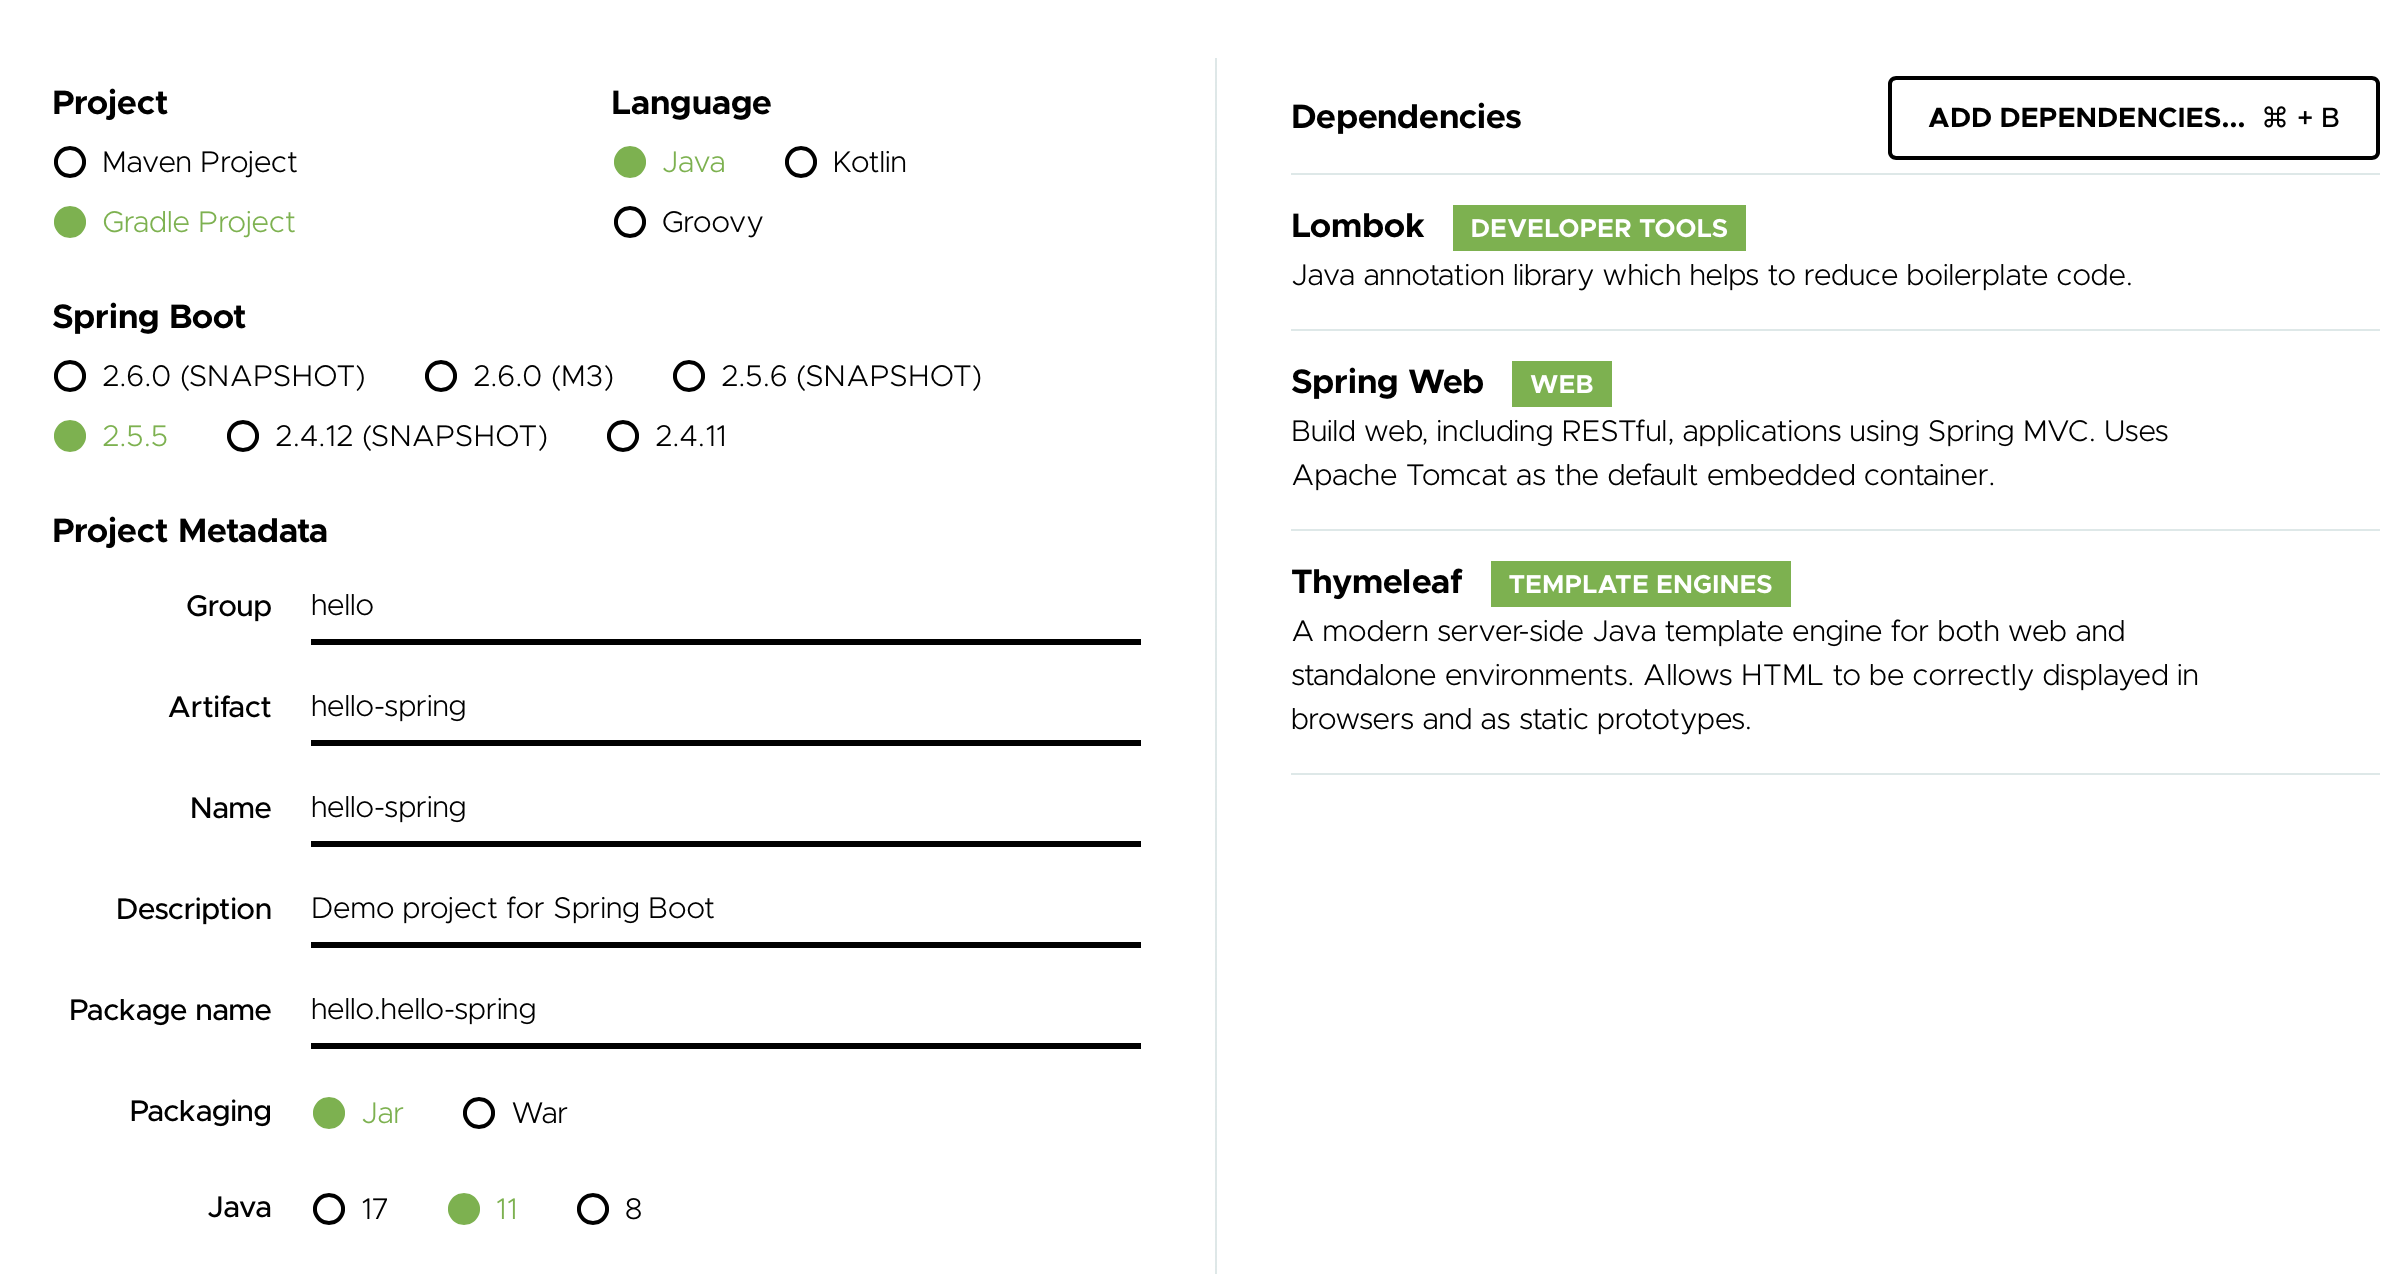 Project
Maven Project
Gradle Project
Language
Java Kotlin
Groovy
Spring Boot
2.6.0 (SNAPSHOT) 2.6.0 (M3) 2.5.6 (SNAPSHOT)
2.5.5 2.4.12 (SNAPSHOT) 2.4.11
Project Metadata
Group hello
Artifact hello-spring
Name hello-spring
Description Demo project for Spring Boot
Package name hello.hello-spring
Packaging Jar War
Java 17 11 8
Dependencies ADD DEPENDENCIES... ⌘ + B
Lombok DEVELOPER TOOLS
Java annotation library which helps to reduce boilerplate code.
Spring Web WEB
Build web, including RESTful, applications using Spring MVC. Uses
Apache Tomcat as the default embedded container.
Thymeleaf TEMPLATE ENGINES
A modern server-side Java template engine for both web and
standalone environments. Allows HTML to be correctly displayed in
browsers and as static prototypes.